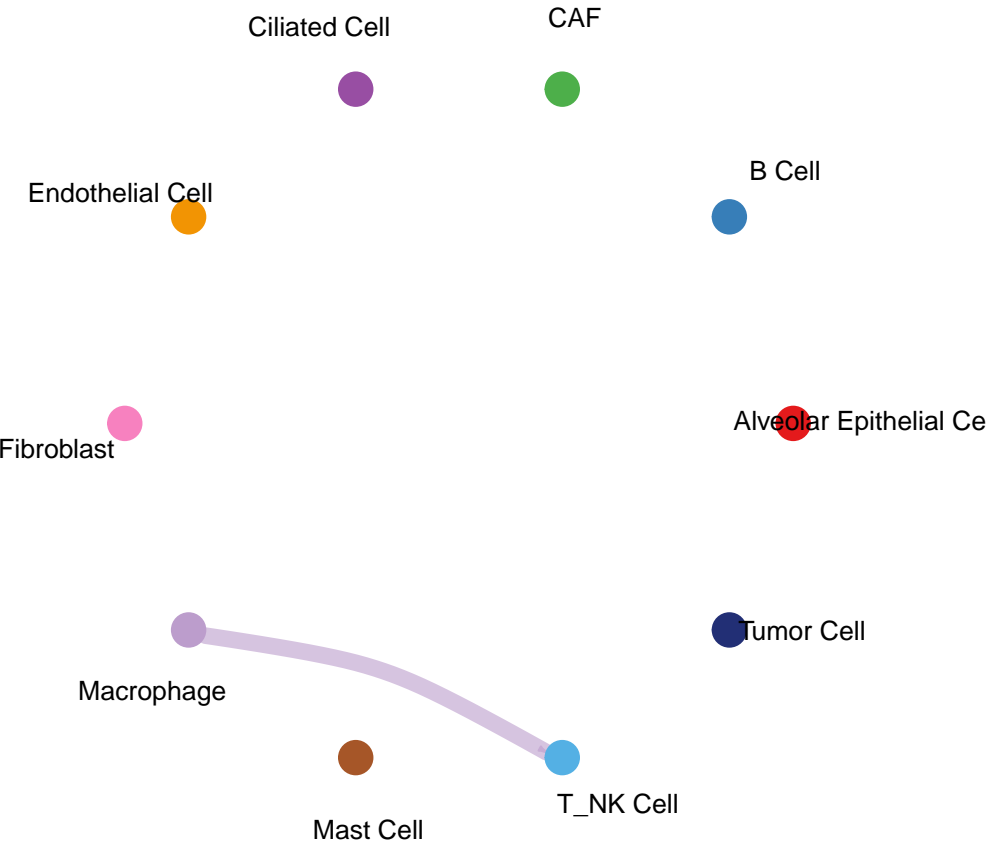 CAF
Ciliated Cell
B Cell
Endothelial Cell
Alveolar Epithelial Ce
Fibroblast
Tumor Cell
Macrophage
T_NK Cell
Mast Cell